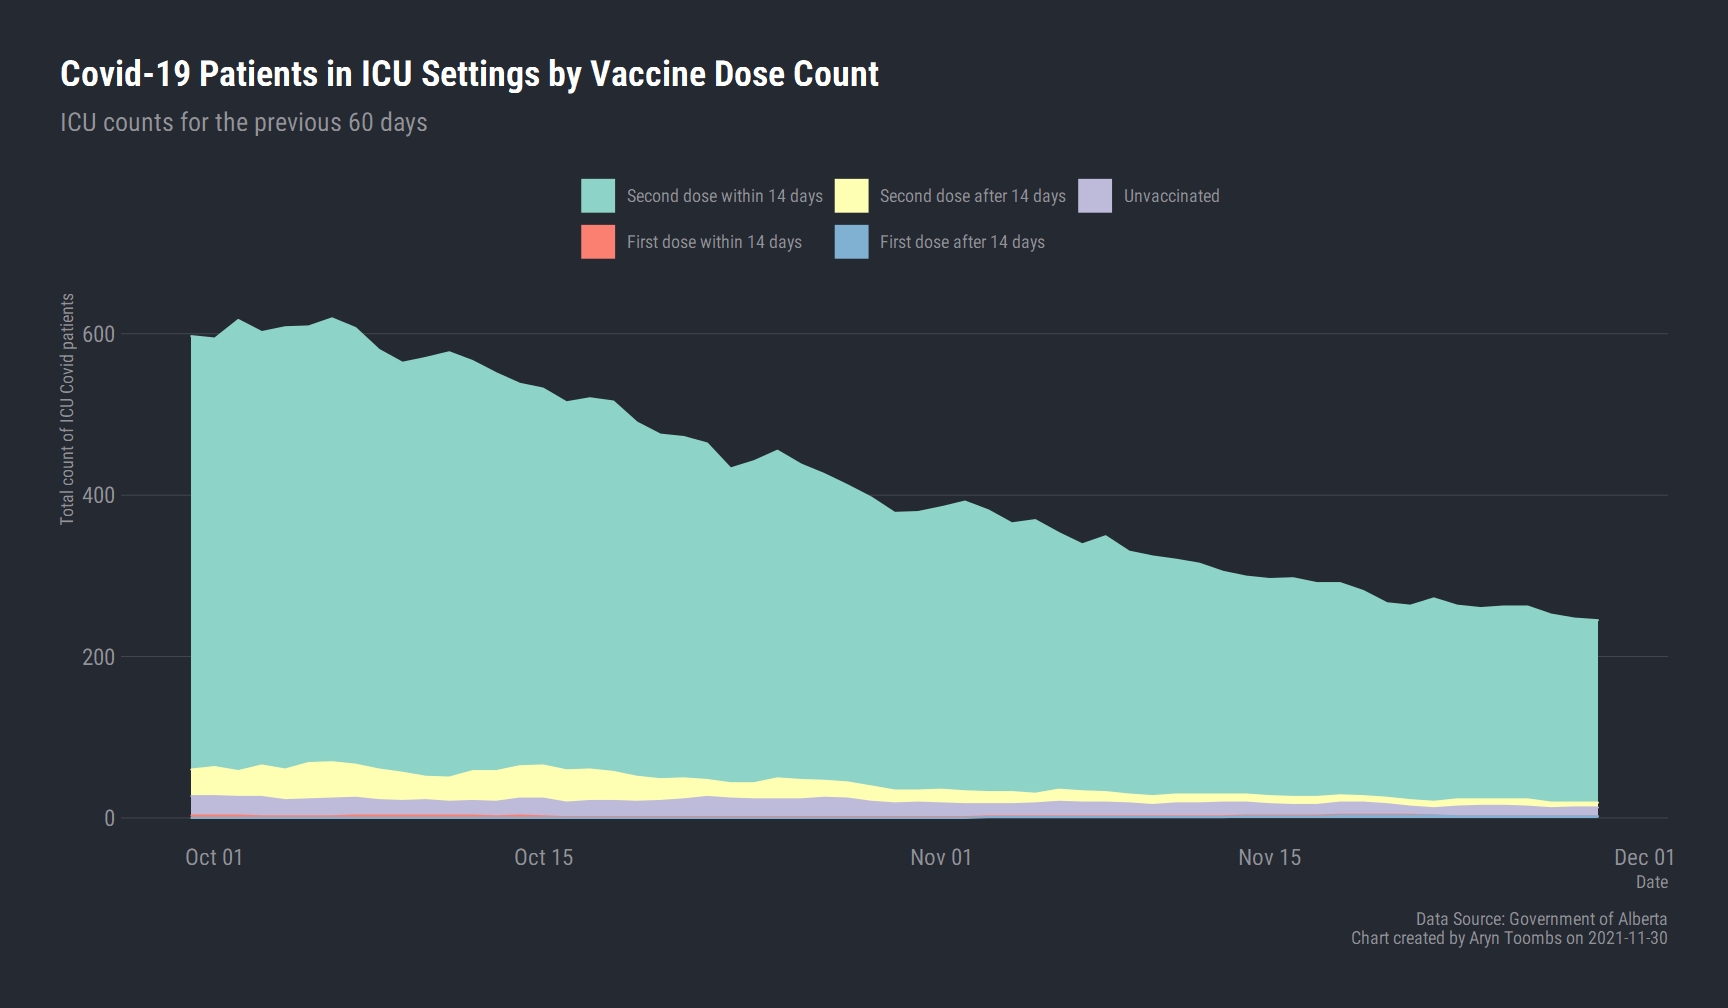 Covid-19 Patients in ICU Settings by Vaccine Dose Count
ICU counts for the previous 60 days
Second dose within 14 days
Second dose after 14 days
Unvaccinated
First dose within 14 days
First dose after 14 days
Total count of ICU Covid patients
600
400
200
0
Oct 01
Oct 15
Nov 01
Nov 15
Dec 01
Date
Data Source: Government of Alberta
Chart created by Aryn Toombs on 2021-11-30